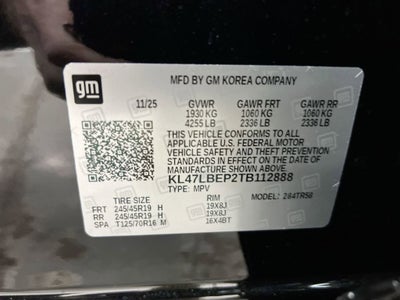 gm
MFD BY GM KOREA COMPANY
11/25 GVWR GAWR FRT GAWR RR
1930 KG 1060 KG 1060 KG
4255 LB 2336 LB 2336 LB
THIS VEHICLE CONFORMS TO ALL
APPLICABLE U.S. FEDERAL MOTOR
VEHICLE SAFETY, BUMPER, AND
THEFT PREVENTION STANDARDS
IN EFFECT ON THE DATE OF
MANUFACTURE SHOWN ABOVE.
KL47LBEP2TB112888
TYPE: MPV MODEL: 284TR58
TIRE SIZE RIM
FRT 245/45R19 H 19X8J
RR 245/45R19 H 19X8J
SPA T125/70R16 M 16X4BT